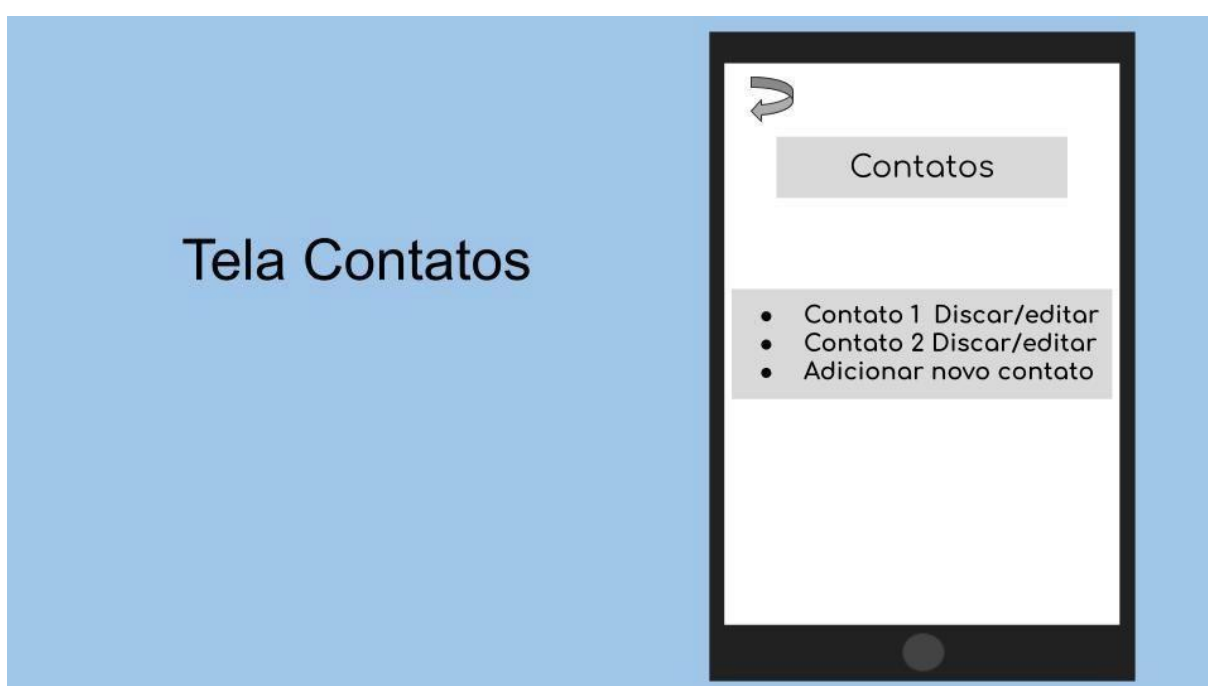 Tela Contatos
Contatos
● Contato 1 Discar/editar
● Contato 2 Discar/editar
● Adicionar novo contato